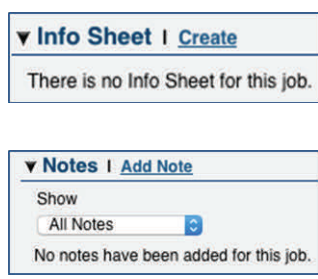 ▼ Info Sheet | Create
There is no Info Sheet for this job.
▼ Notes | Add Note
Show
All Notes
No notes have been added for this job.